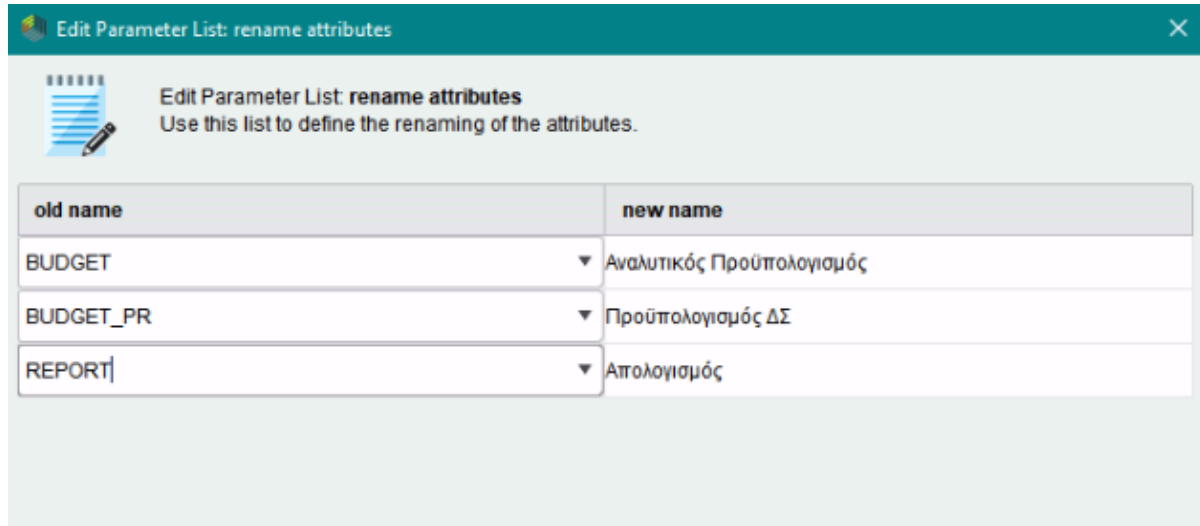 Edit Parameter List: rename attributes
Edit Parameter List: rename attributes
Use this list to define the renaming of the attributes.
old name new name
BUDGET Αναλυτικός Προϋπολογισμός
BUDGET_PR Προϋπολογισμός ΔΣ
REPORT Απολογισμός